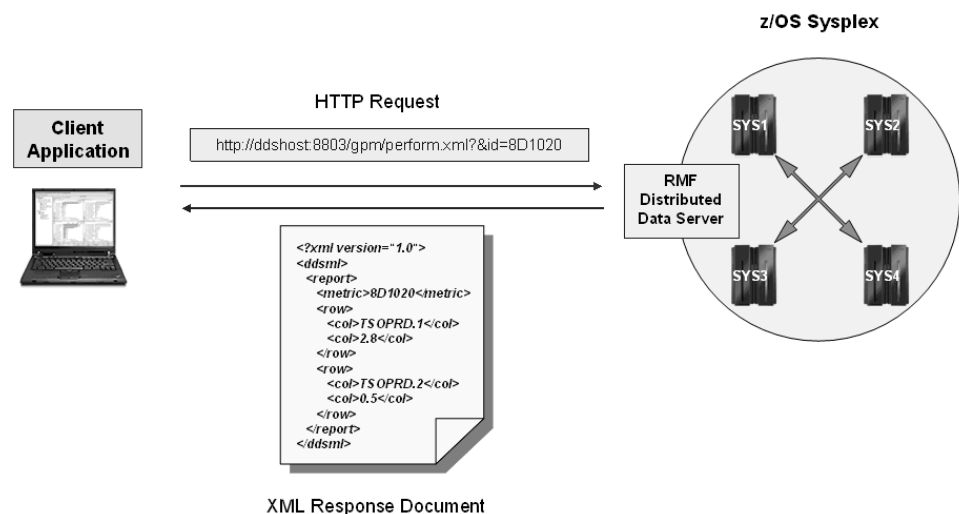 z/OS Sysplex
HTTP Request
Client
Application
http://ddshost:8803/gpm/perform.xml?&id=8D1020
SYS1
SYS2
RMF
Distributed
Data Server
SYS3
SYS4
<?xml version="1.0">
<ddsml>
<report>
<metric>8D1020</metric>
<row>
<col>TSOPRD.1</col>
<col>2.8</col>
</row>
<row>
<col>TSOPRD.2</col>
<col>0.5</col>
</row>
</report>
</ddsml>
XML Response Document